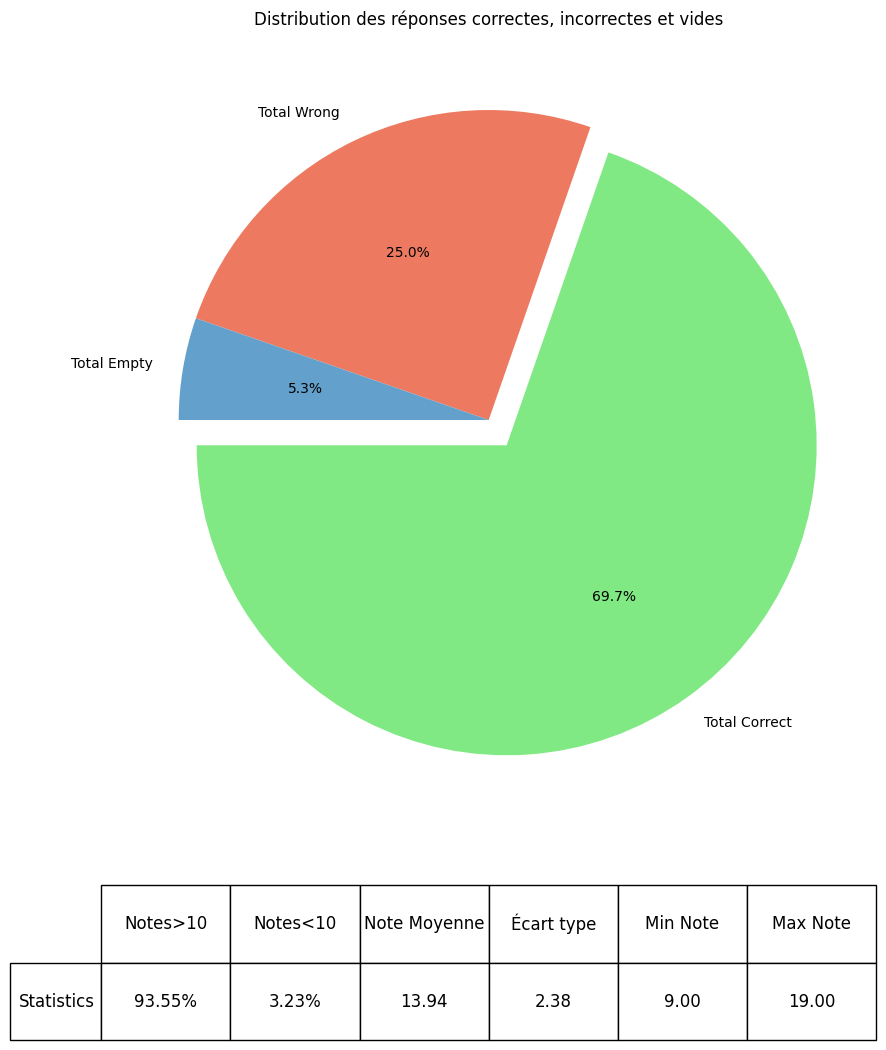 Distribution des réponses correctes, incorrectes et vides
Total Wrong
25.0%
Total Empty
5.3%
69.7%
Total Correct
Notes>10 Notes<10 Note Moyenne Écart type Min Note Max Note
Statistics 93.55% 3.23% 13.94 2.38 9.00 19.00